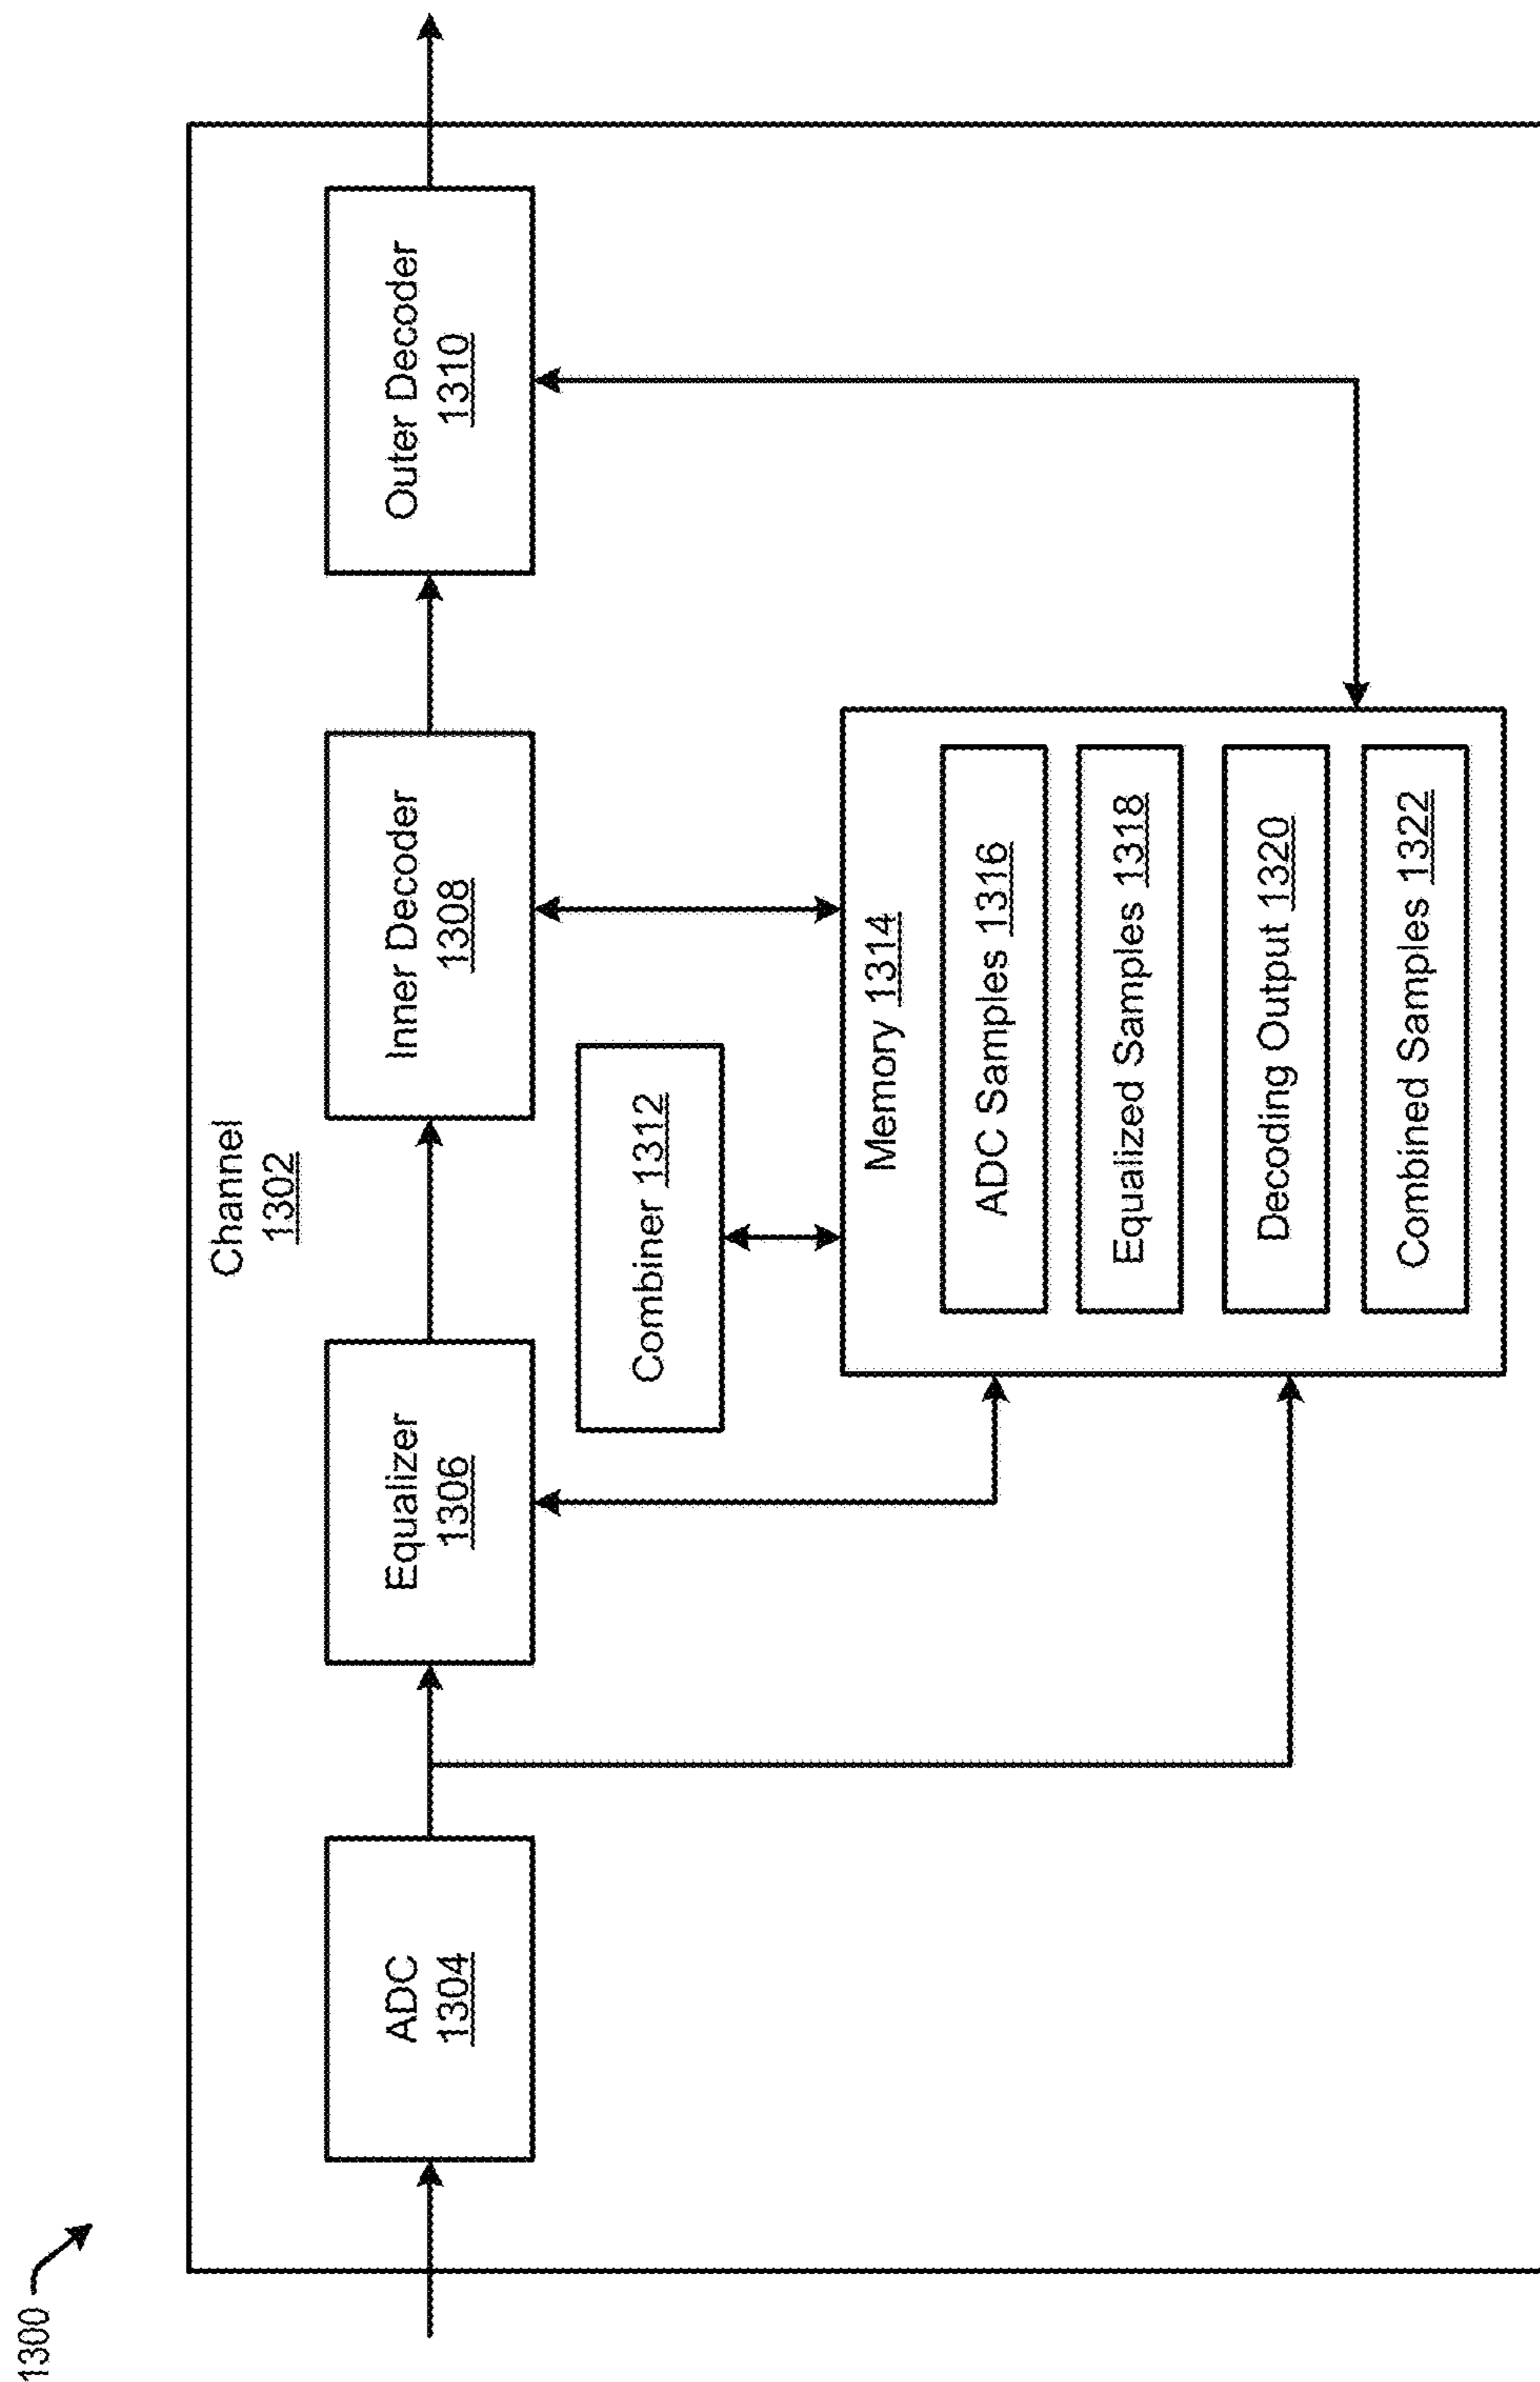 1300
Channel
1302
ADC
1304
Equalizer
1306
Inner Decoder
1308
Outer Decoder
1310
Combiner 1312
Memory 1314
ADC Samples 1316
Equalized Samples 1318
Decoding Output 1320
Combined Samples 1322